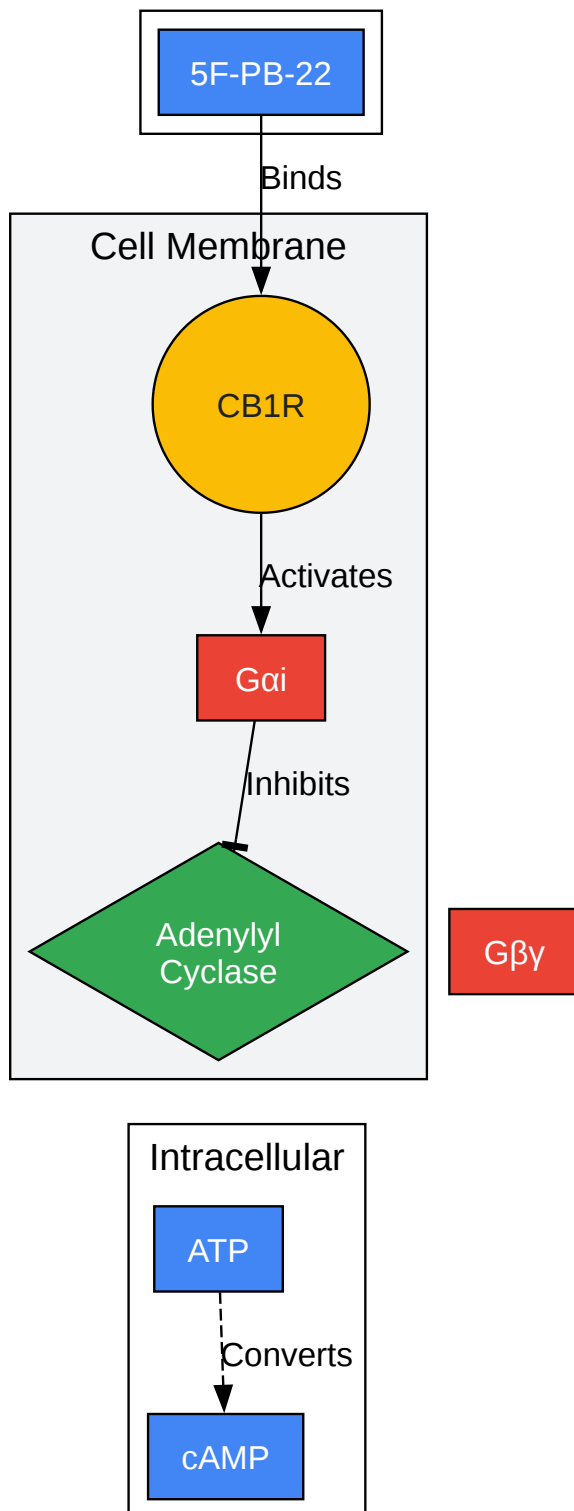 5F-PB-22
Binds
Cell Membrane
CB1R
Activates
Gαi
Inhibits
Adenylyl
Cyclase
Gβγ
Intracellular
ATP
Converts
cAMP